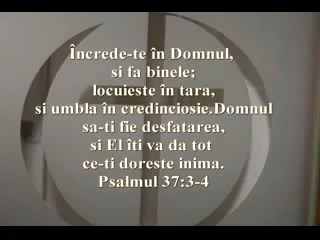 Încrede-te în Domnul,
si fa binele;
locuieste în tara,
si umbla în credinciosie.Domnul
sa-ti fie desfatarea,
si El îti va da tot
ce-ti doreste inima.
Psalmul 37:3-4